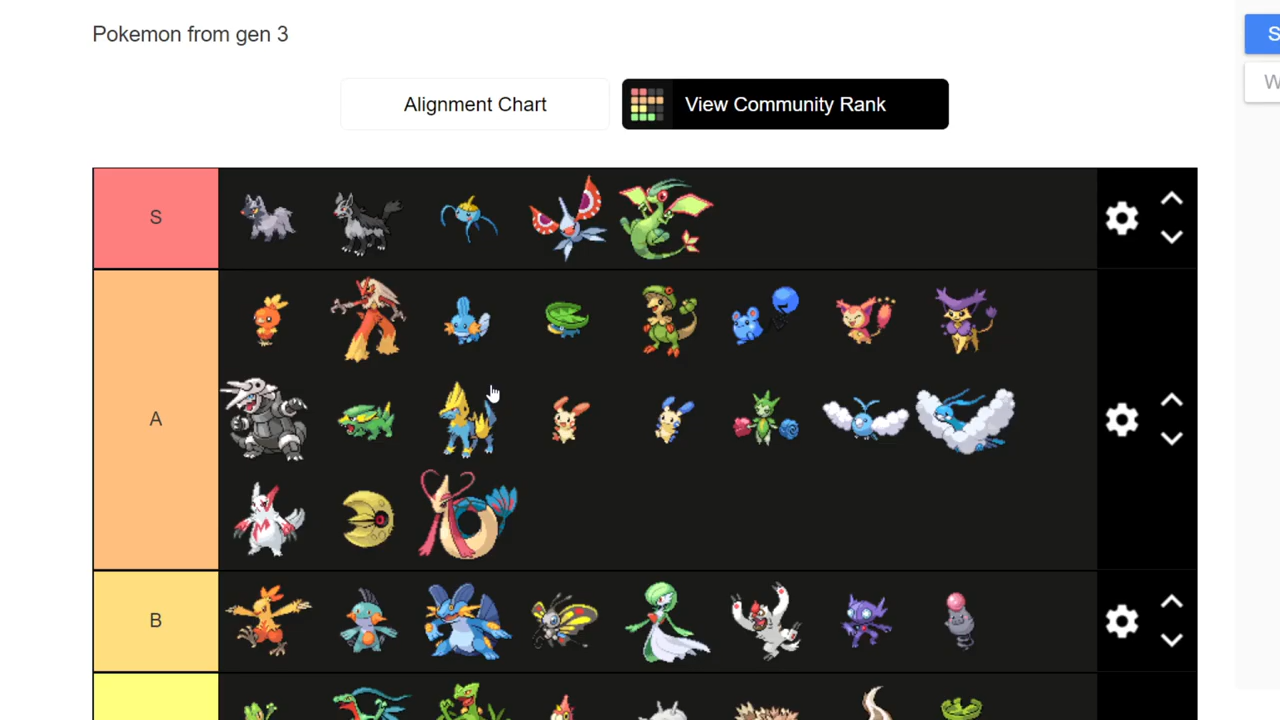 Pokemon from gen 3
Alignment Chart
View Community Rank
S
W
S
A
B